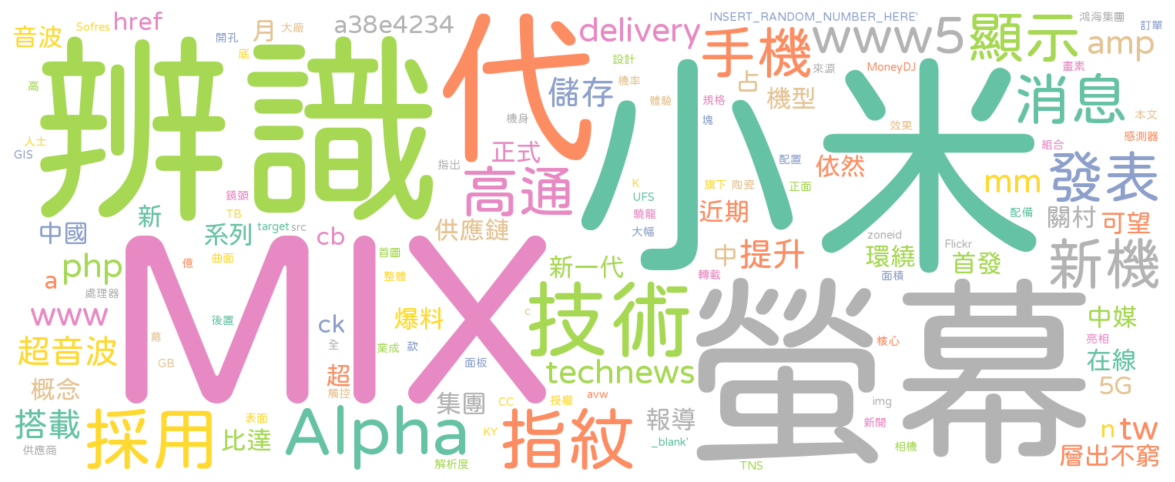 音波
Sofres
href
開孔
月
大廠
a38e4234
底
高
辨識
代
小米
delivery
設計
儲存
機率
體驗
機身
指出
正式
高通
手機
INSERT_RANDOM_NUMBER_HERE'
www5
顯示
鴻海集團
訂單
amp
來源
MoneyDJ
畫素
占
機型
規格
塊
消息
本文
感測器
效果
組合
人士
GIS
配置
依然
mm
發表
K
UFS
驍龍
大幅
旗下
陶瓷
正面
近期
配備
關村
可望
鏡頭
TB
新
系列
target
src
中國
供應鏈
cb
首圖
a
php
億
曲面
處理器
整體
新一代
轉載
中
提升
zoneid
Flickr
環繞
首發
面積
新機
www
後置
ck
爆料
c
技術
螢幕
中媒
超音波
幕
GB
全
業成
款
面板
核心
亮相
在線
概念
超
觸控
technews
5G
avw
img
搭載
採用
表面
比達
Alpha
集團
CC
授權
KY
指紋
報導
_blank'
新聞
相機
n
tw
層出不窮
供應商
解析度
TNS
MIX